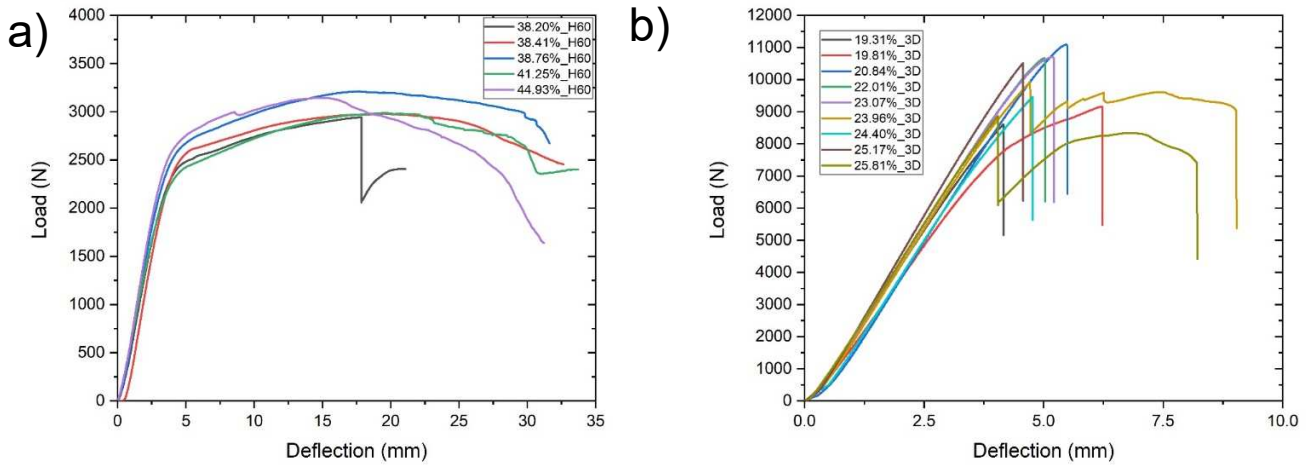 a)
4000
3500
3000
2500
2000
1500
1000
500
0
Load (N)
0
5
10
15
20
25
30
35
Deflection (mm)
38.20%_H60
38.41%_H60
38.76%_H60
41.25%_H60
44.93%_H60
b)
12000
11000
10000
9000
8000
7000
6000
5000
4000
3000
2000
1000
0
Load (N)
0.0
2.5
5.0
7.5
10.0
Deflection (mm)
19.31%_3D
19.81%_3D
20.84%_3D
22.01%_3D
23.07%_3D
23.96%_3D
24.40%_3D
25.17%_3D
25.81%_3D